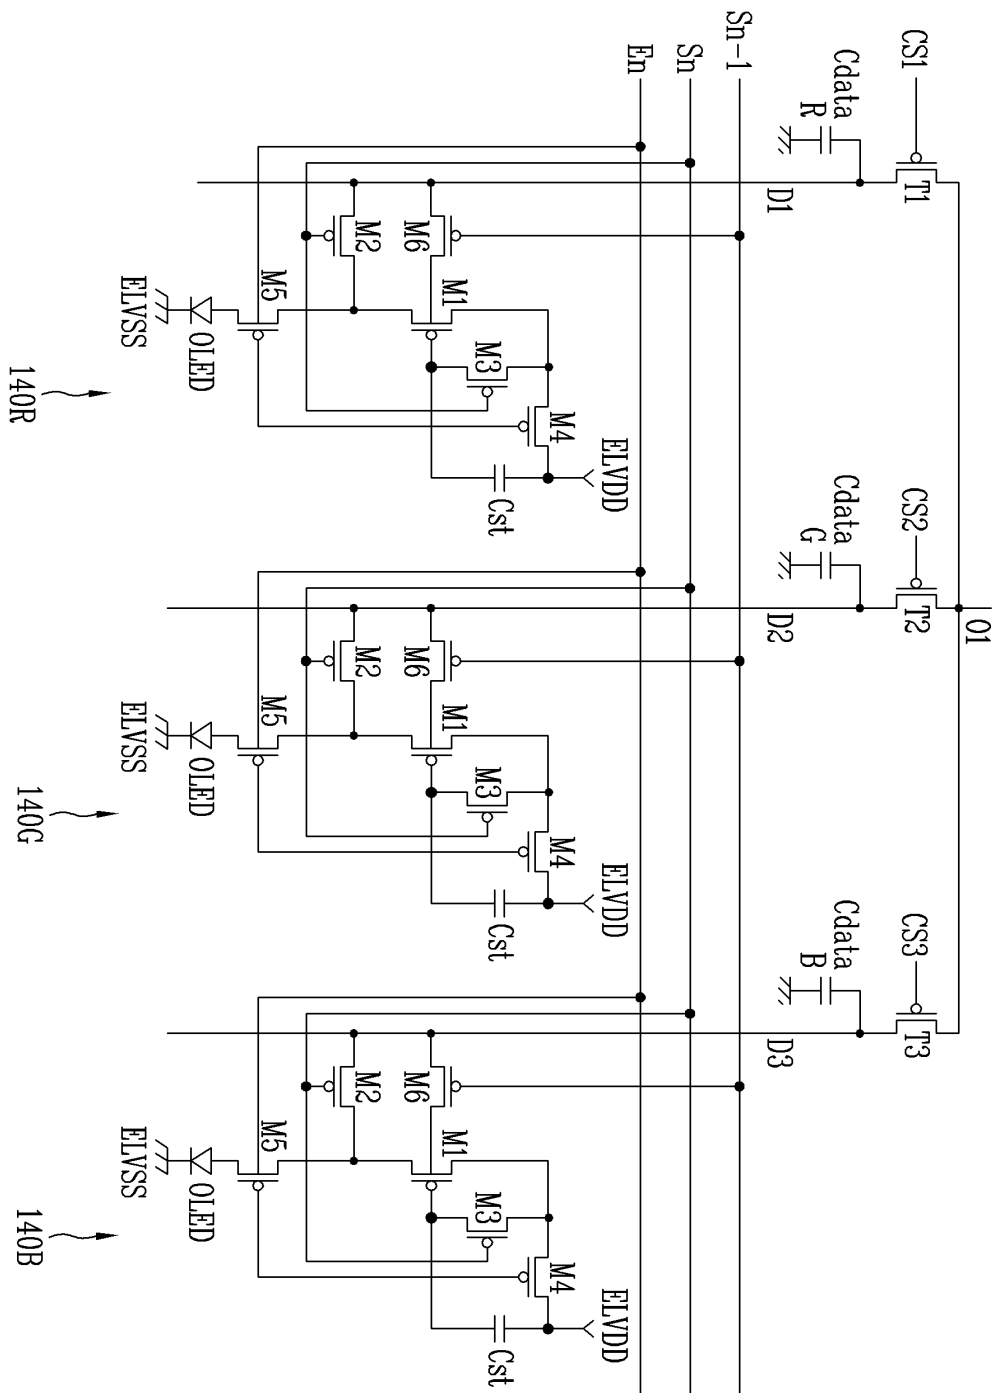 O1
CS1
T1
CS2
T2
CS3
T3
Cdata
R
Cdata
G
Cdata
B
D1
D2
D3
Sn-1
Sn
En
ELVDD
ELVDD
ELVDD
M4
M3
Cst
M6
M1
M2
M5
OLED
ELVSS
M4
M3
Cst
M6
M1
M2
M5
OLED
ELVSS
M4
M3
Cst
M6
M1
M2
M5
OLED
ELVSS
140R
140G
140B